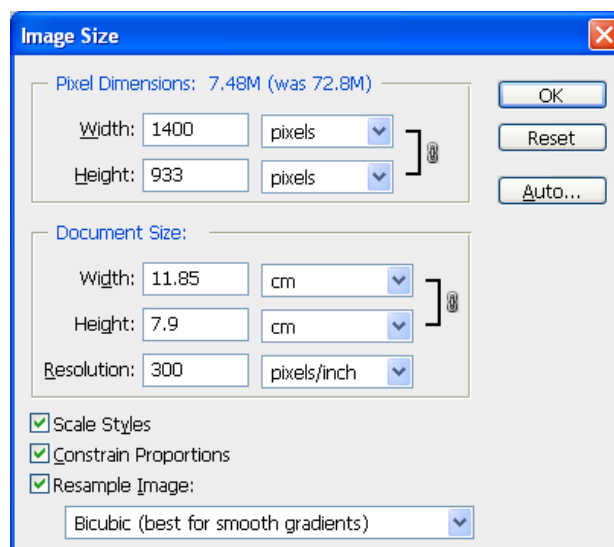 Image Size
Pixel Dimensions: 7.48M (was 72.8M)
OK
Width: 1400 pixels
Reset
Height: 933 pixels
Auto...
Document Size:
Width: 11.85 cm
Height: 7.9 cm
Resolution: 300 pixels/inch
Scale Styles
Constrain Proportions
Resample Image:
Bicubic (best for smooth gradients)